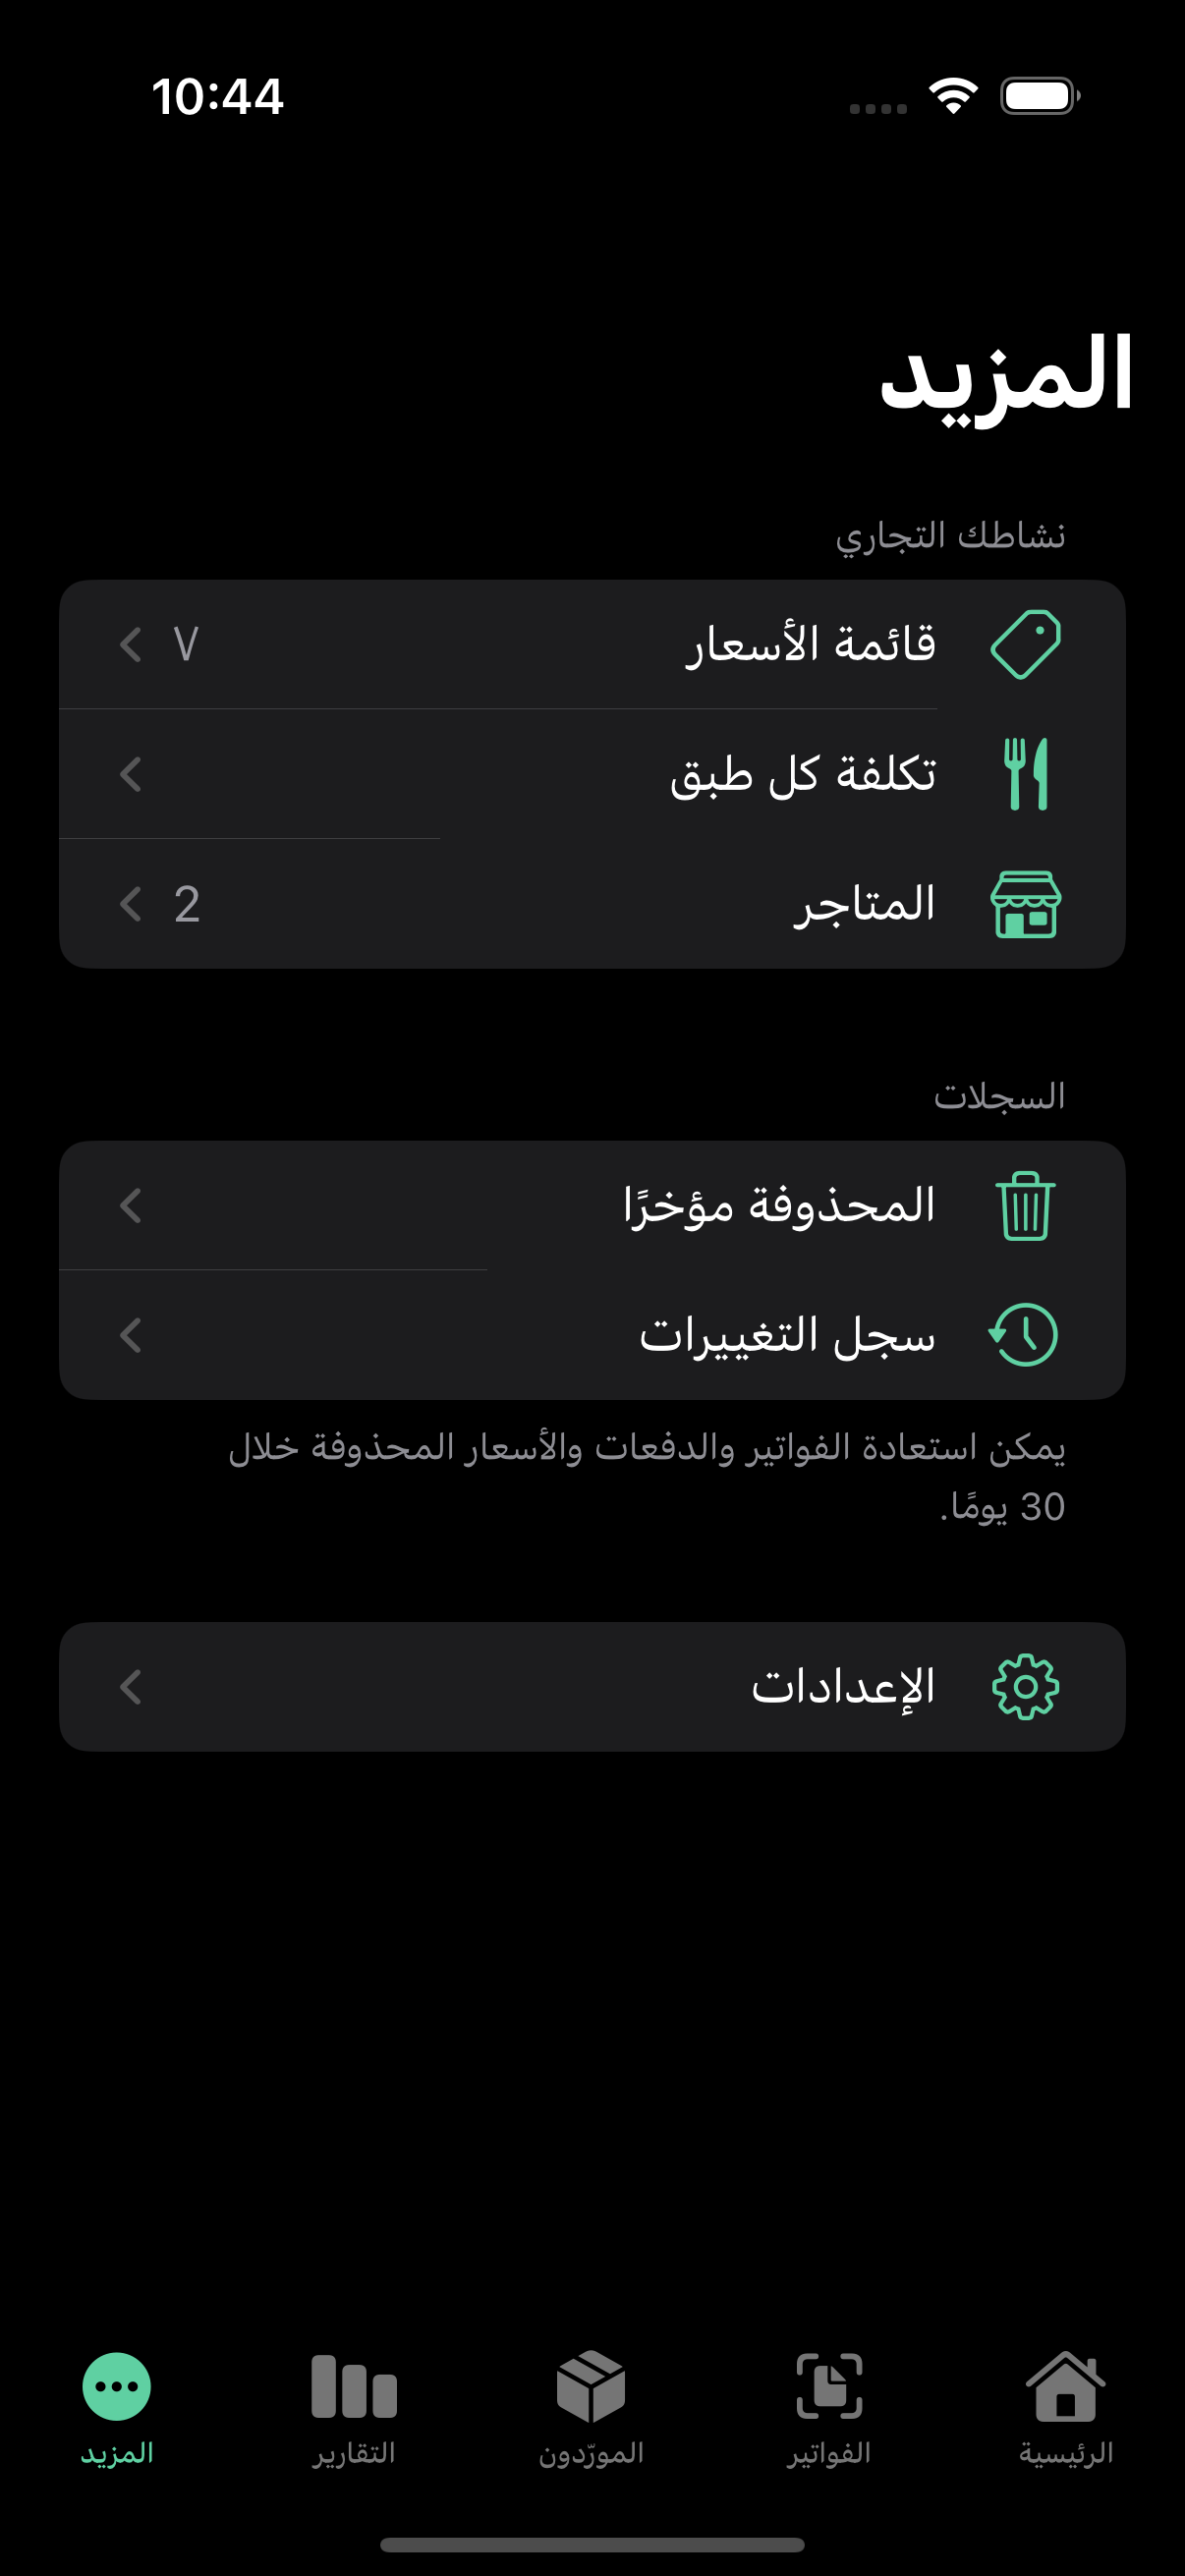 10:44
المزيد
نشاطك التجاري
قائمة الأسعار ٧
تكلفة كل طبق
المتاجر 2
السجلات
المحذوفة مؤخرًا
سجل التغييرات
يمكن استعادة الفواتير والدفعات والأسعار المحذوفة خلال
30 يومًا.
الإعدادات
الرئيسية الفواتير المورّدون التقارير المزيد